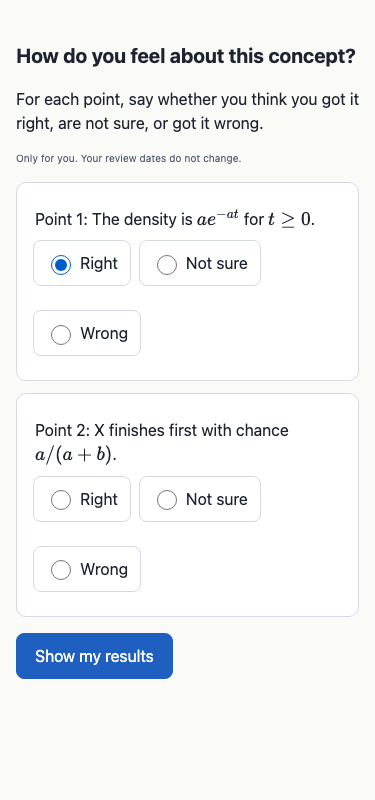 How do you feel about this concept?
For each point, say whether you think you got it
right, are not sure, or got it wrong.
Only for you. Your review dates do not change.
Point 1: The density is $ae^{-at}$ for $t \geq 0$.
Right
Not sure
Wrong
Point 2: X finishes first with chance
$a/(a + b)$.
Right
Not sure
Wrong
Show my results